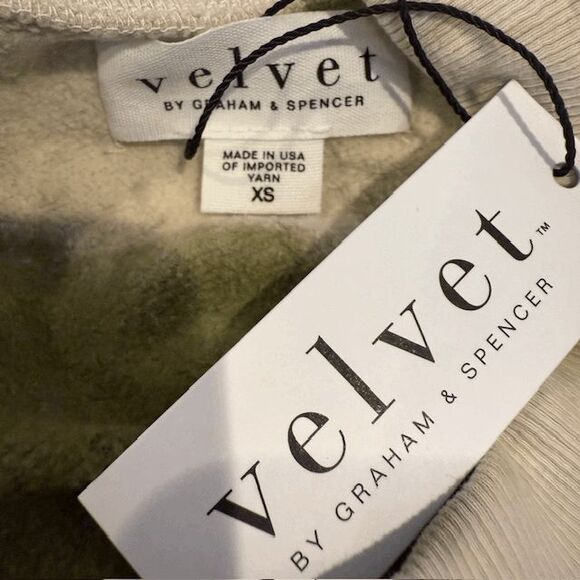 velvet
BY GRAHAM & SPENCER
MADE IN USA
OF IMPORTED
YARN
XS
velvet™
BY GRAHAM & SPENCER